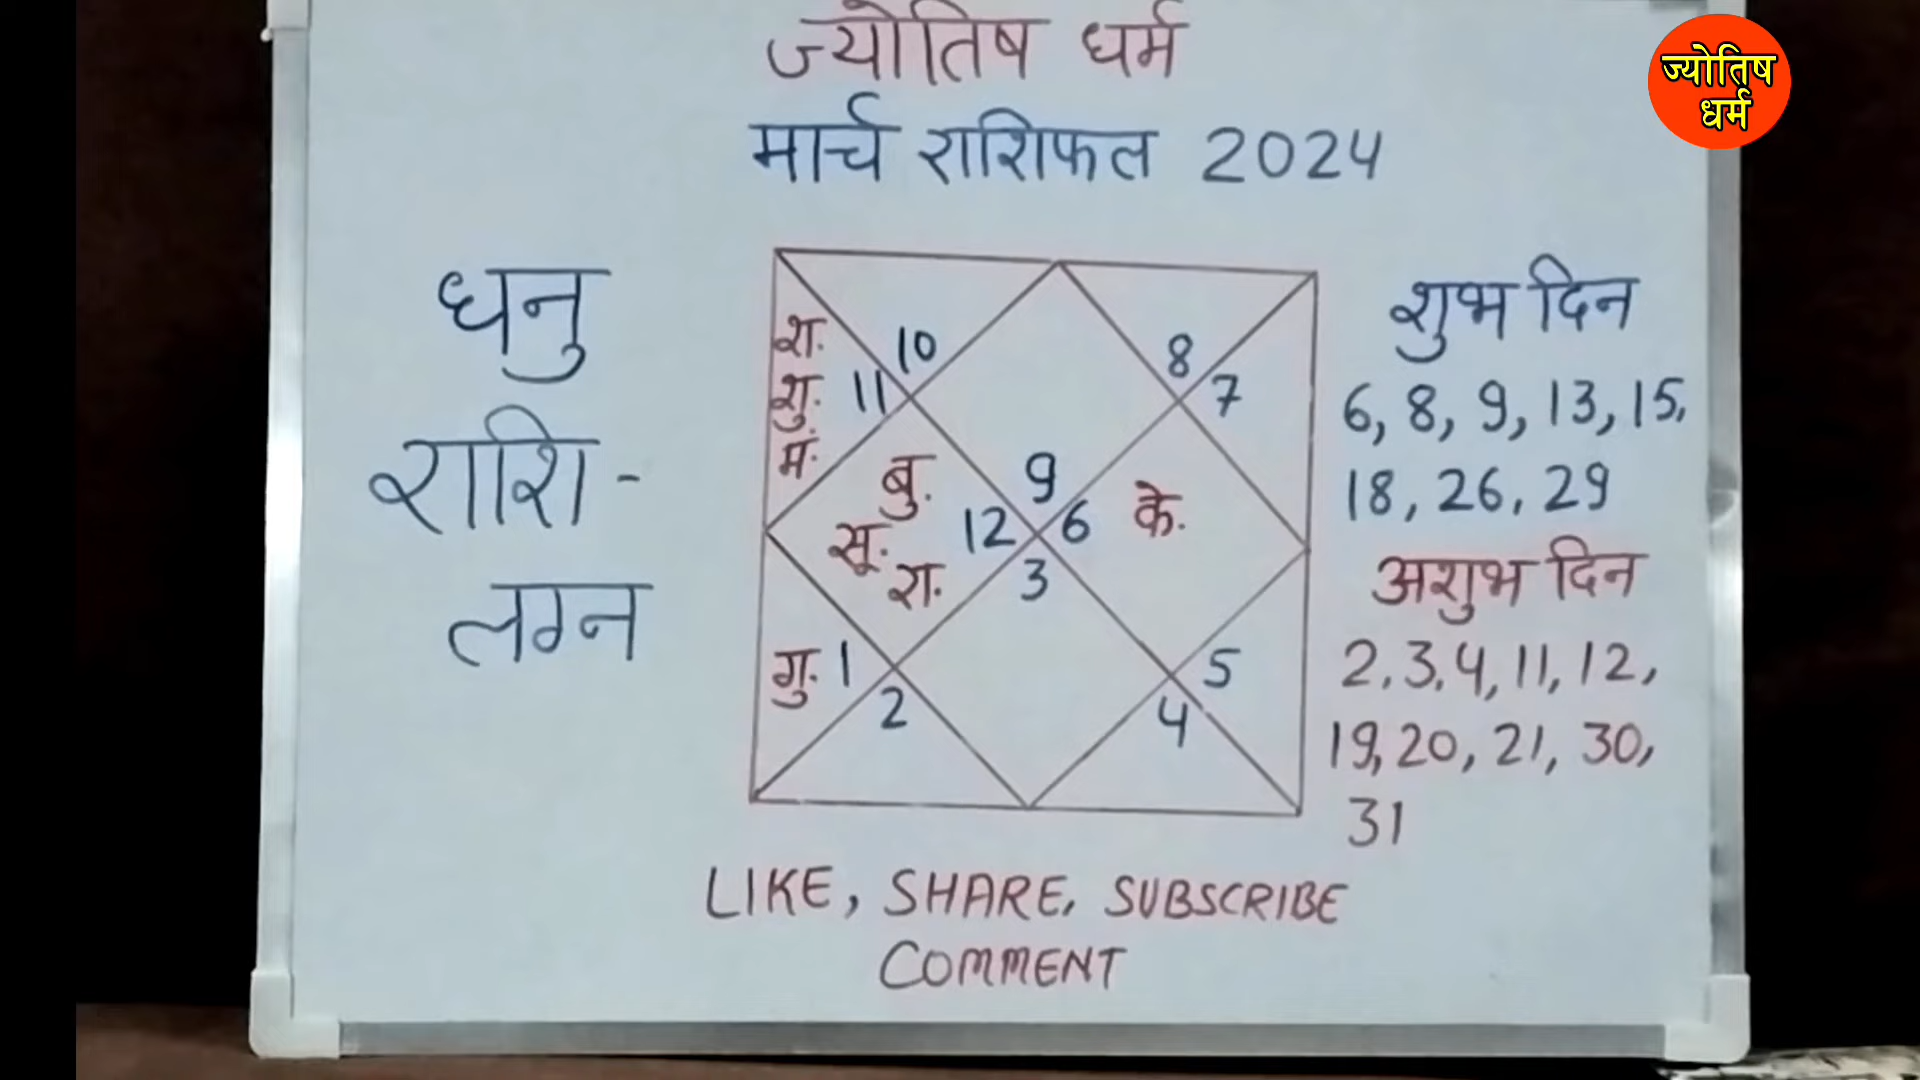 ज्योतिष धर्म
ज्योतिष
धर्म
मार्च राशिफल 2024
धनु
राशि -
लग्न
श. 10 8
शु. 11 7
मं.
बु. 9
सू. 12 6 के.
रा. 3
गु. 1 5
2 4
शुभ दिन
6, 8, 9, 13, 15,
18, 26, 29
अशुभ दिन
2, 3, 4, 11, 12,
19, 20, 21, 30,
31
LIKE, SHARE, SUBSCRIBE
COMMENT